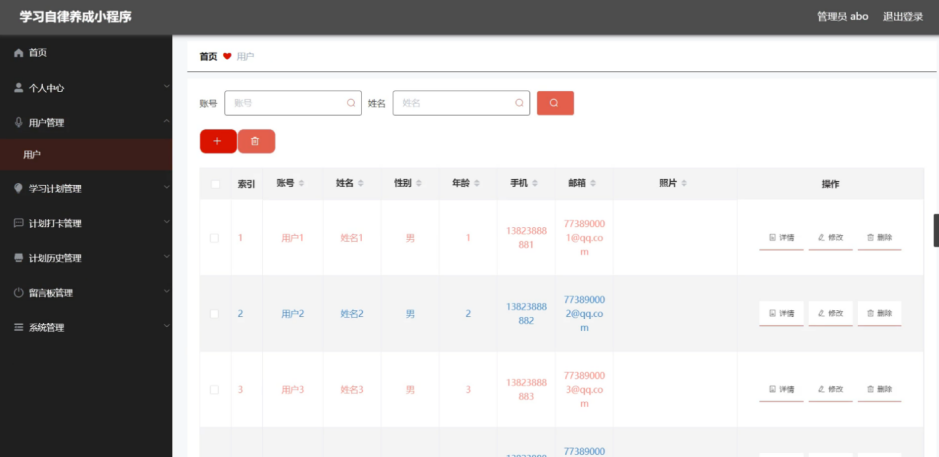 学习自律养成小程序
管理员 abo 退出登录
首页
个人中心
用户管理
用户
学习计划管理
计划打卡管理
计划历史管理
留言板管理
系统管理
首页 用户
账号 账号 姓名 姓名
索引 账号 姓名 性别 年龄 手机 邮箱 照片 操作
1 用户1 姓名1 男 1 13823888881 773890001@qq.com 详情 修改 删除
2 用户2 姓名2 男 2 13823888882 773890002@qq.com 详情 修改 删除
3 用户3 姓名3 男 3 13823888883 773890003@qq.com 详情 修改 删除
77389000